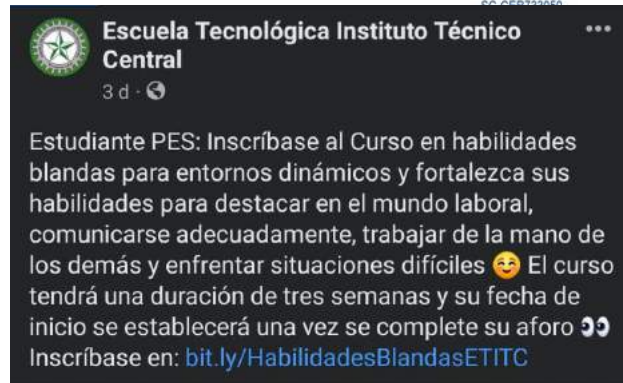 Escuela Tecnológica Instituto Técnico
Central
3 d ·
Estudiante PES: Inscríbase al Curso en habilidades
blandas para entornos dinámicos y fortalezca sus
habilidades para destacar en el mundo laboral,
comunicarse adecuadamente, trabajar de la mano de
los demás y enfrentar situaciones difíciles ☺️ El curso
tendrá una duración de tres semanas y su fecha de
inicio se establecerá una vez se complete su aforo 👀
Inscríbase en: bit.ly/HabilidadesBlandasETITC